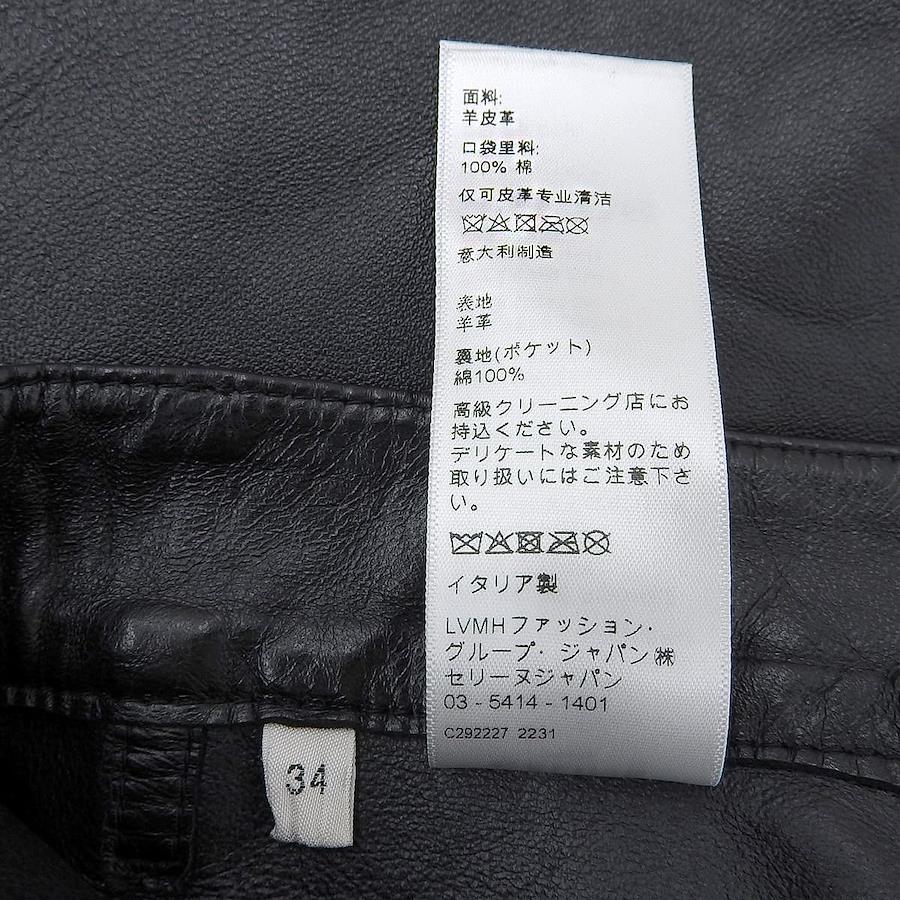 面料:
羊皮革
口袋里料:
100% 棉
仅可皮革专业清洁
意大利制造
表地
羊革
裏地(ポケット)
綿100%
高級クリーニング店にお
持込ください。
デリケートな素材のため
取り扱いにはご注意下さ
い。
イタリア製
LVMHファッション・
グループ・ジャパン㈱
セリーヌジャパン
03 - 5414 - 1401
C292227 2231
34